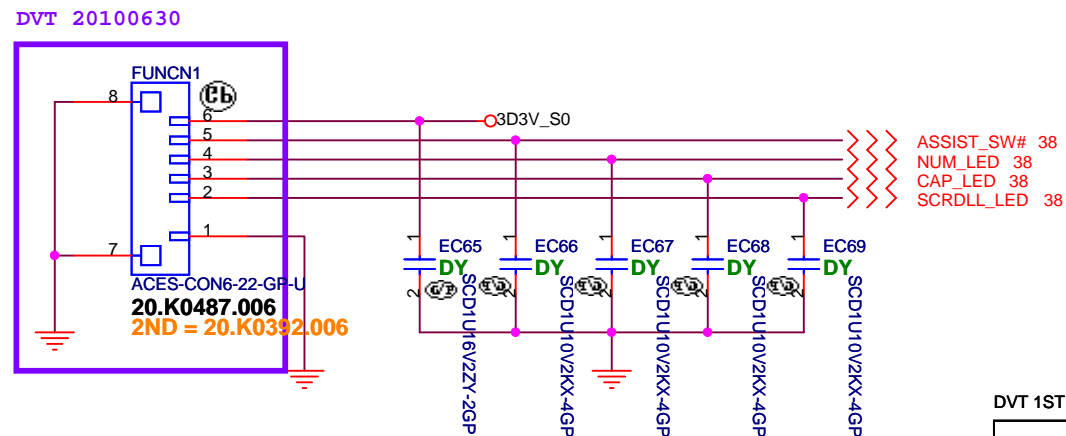 DVT 20100630
FUNCN1
8
6
3D3V_S0
5
ASSIST_SW# 38
4
NUM_LED 38
3
CAP_LED 38
2
SCRDLL_LED 38
1
7
1
EC65
DY
2
SCD1U16V2ZY-2GP
1
EC66
DY
2
SCD1U10V2KX-4GP
1
EC67
DY
2
SCD1U10V2KX-4GP
1
EC68
DY
2
SCD1U10V2KX-4GP
1
EC69
DY
2
SCD1U10V2KX-4GP
ACES-CON6-22-GP-U
20.K0487.006
2ND = 20.K0392.006
DVT 1ST